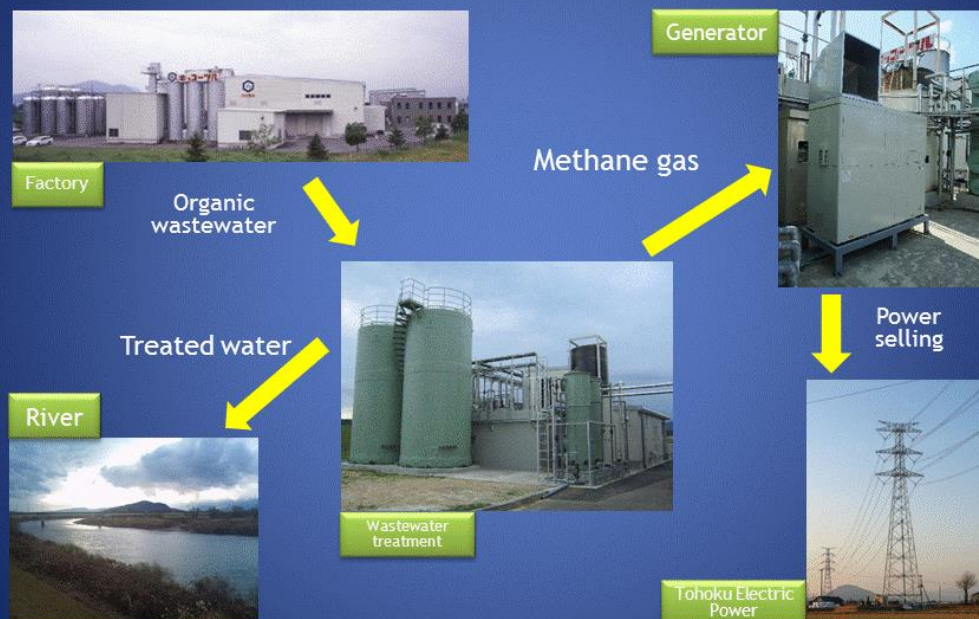 Generator
Factory
Methane gas
Organic
wastewater
Power
selling
Treated water
River
Wastewater
treatment
Tohoku Electric
Power